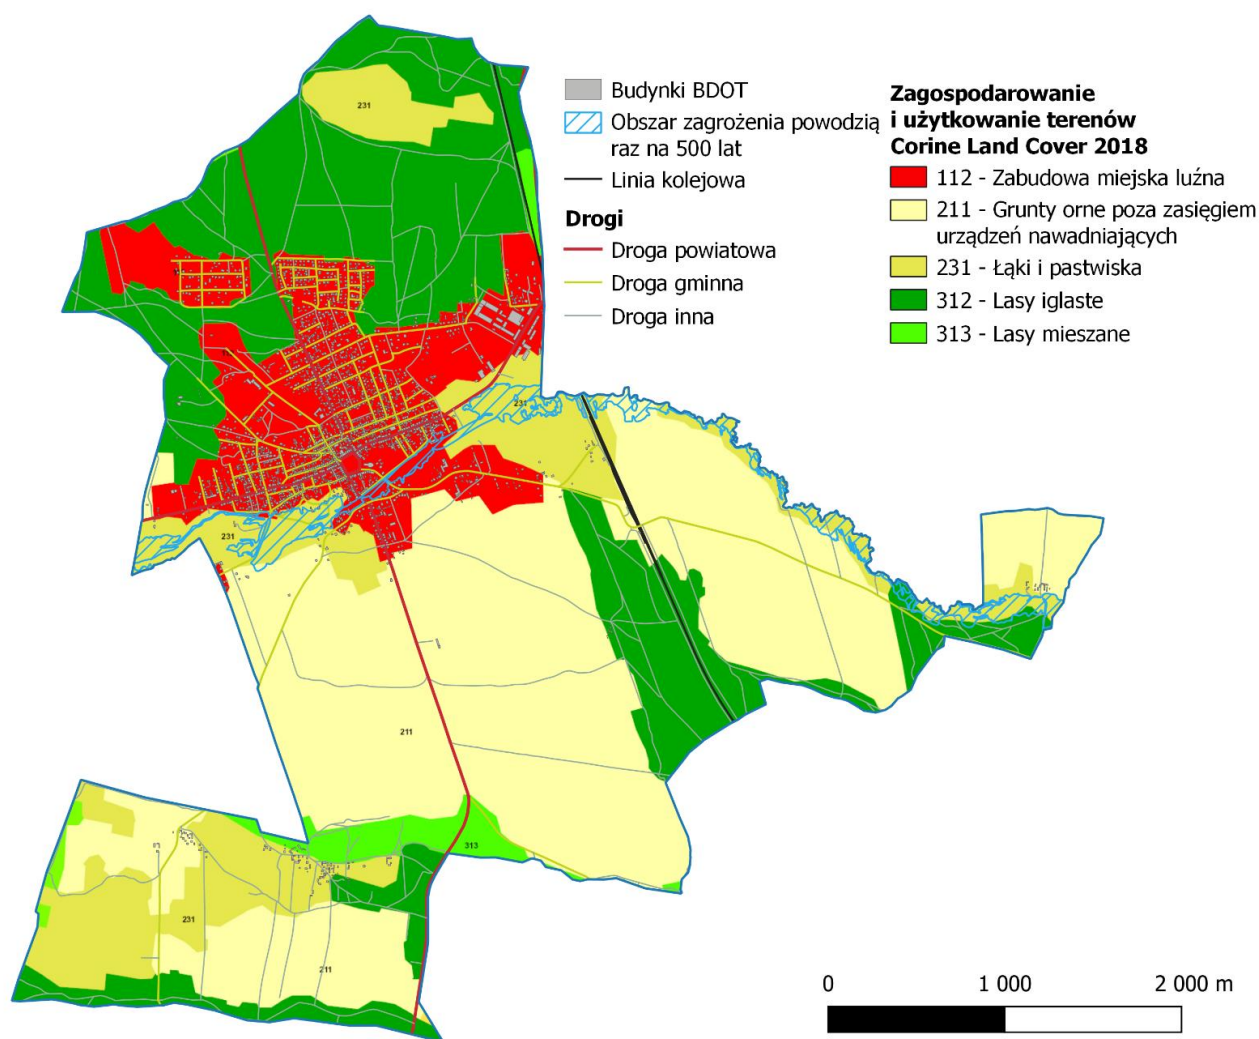 Budynki BDOT
Obszar zagrożenia powodzią
raz na 500 lat
Linia kolejowa
Drogi
Droga powiatowa
Droga gminna
Droga inna
Zagospodarowanie
i użytkowanie terenów
Corine Land Cover 2018
112 - Zabudowa miejska luźna
211 - Grunty orne poza zasięgiem
urządzeń nawadniających
231 - Łąki i pastwiska
312 - Lasy iglaste
313 - Lasy mieszane
231
231
231
211
313
231
211
0
1 000
2 000 m